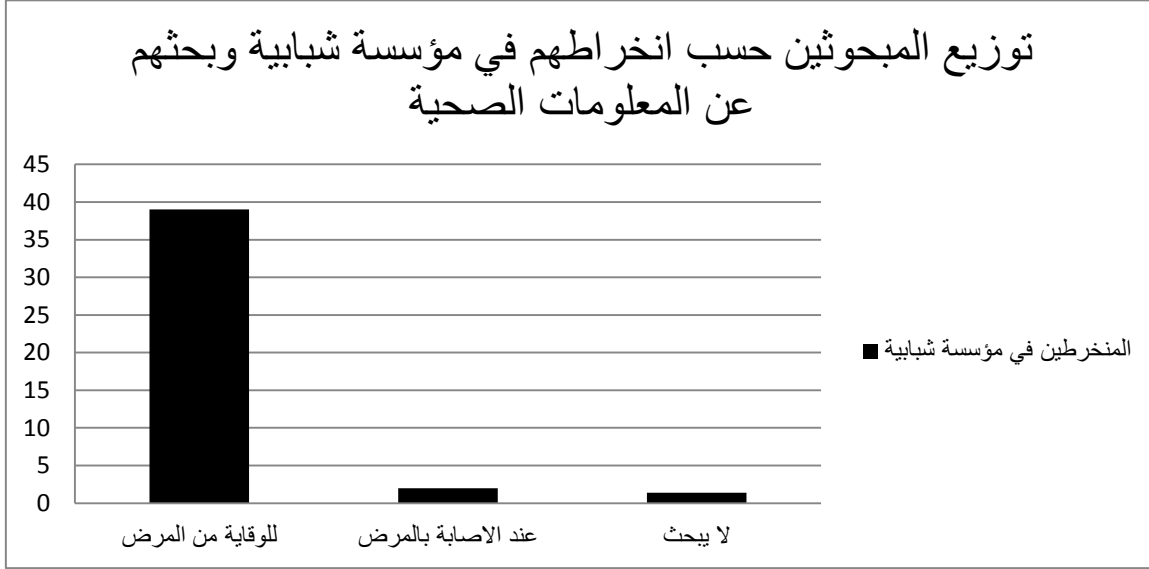 توزيع المبحوثين حسب انخراطهم في مؤسسة شبابية وبحثهم
عن المعلومات الصحية
45
40
35
30
25
20
15
10
5
0
للوقاية من المرض
عند الاصابة بالمرض
لا يبحث
المنخرطين في مؤسسة شبابية